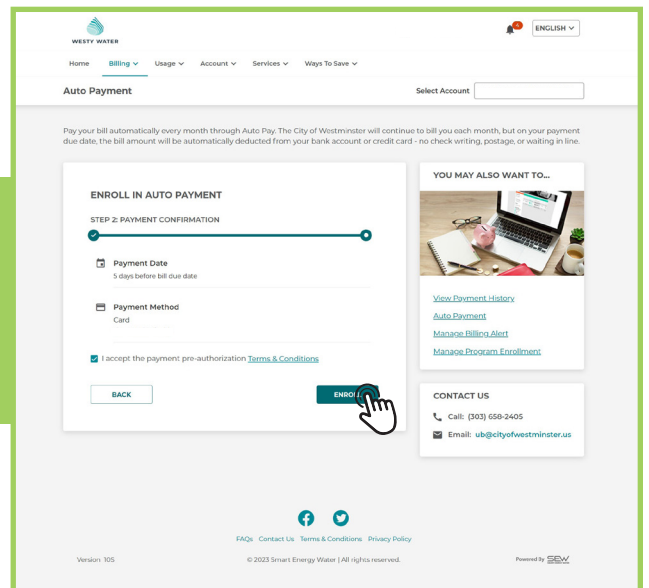 WESTY WATER
4
ENGLISH
Home Billing Usage Account Services Ways To Save
Auto Payment
Select Account
Pay your bill automatically every month through Auto Pay. The City of Westminster will continue to bill you each month, but on your payment
due date, the bill amount will be automatically deducted from your bank account or credit card - no check writing, postage, or waiting in line.
ENROLL IN AUTO PAYMENT
STEP 2: PAYMENT CONFIRMATION
Payment Date
5 days before bill due date
Payment Method
Card
I accept the payment pre-authorization Terms & Conditions
BACK
ENROL
YOU MAY ALSO WANT TO...
View Payment History
Auto Payment
Manage Billing Alert
Manage Program Enrollment
CONTACT US
Call: (303) 658-2405
Email: ub@cityofwestminster.us
FAQs Contact Us Terms & Conditions Privacy Policy
Version 105
© 2023 Smart Energy Water | All rights reserved.
Powered By SEW